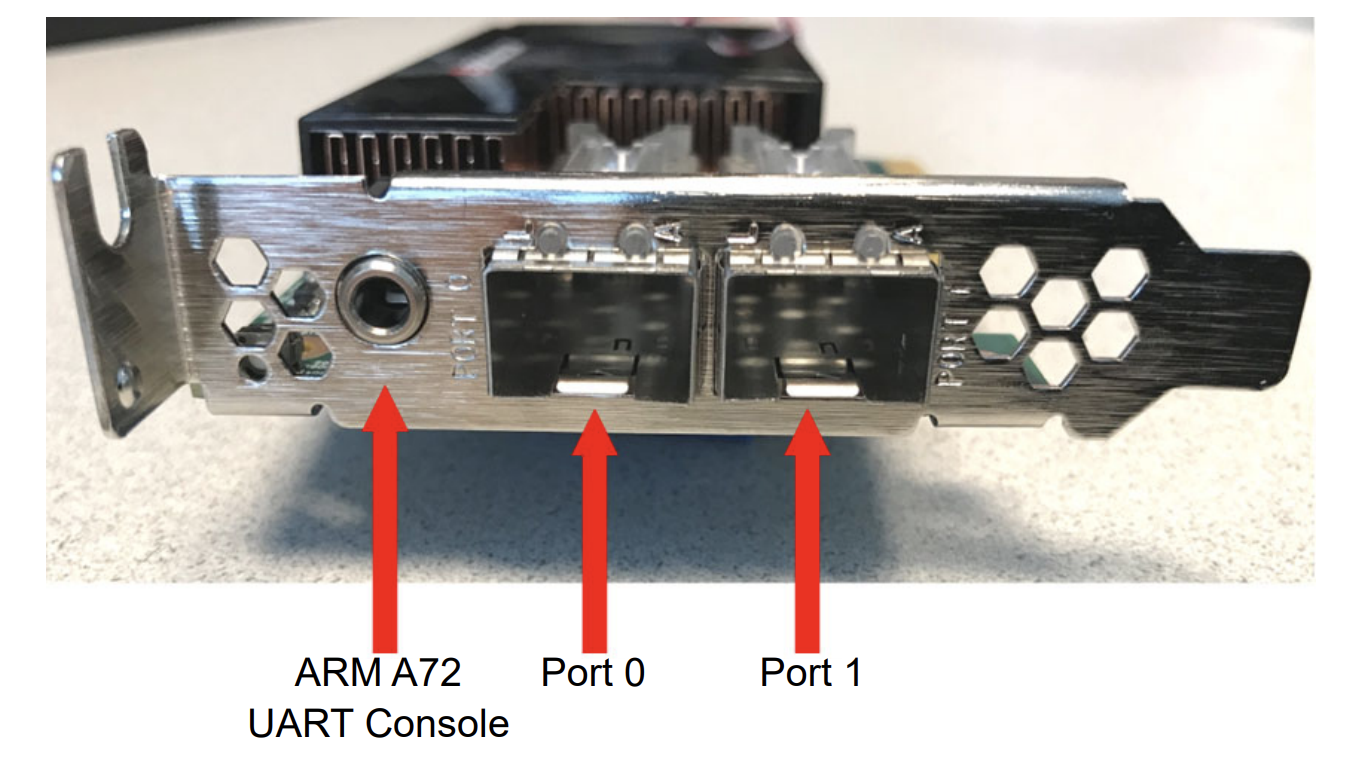 L A L A
PORT 0
PORT 1
ARM A72
UART Console
Port 0
Port 1